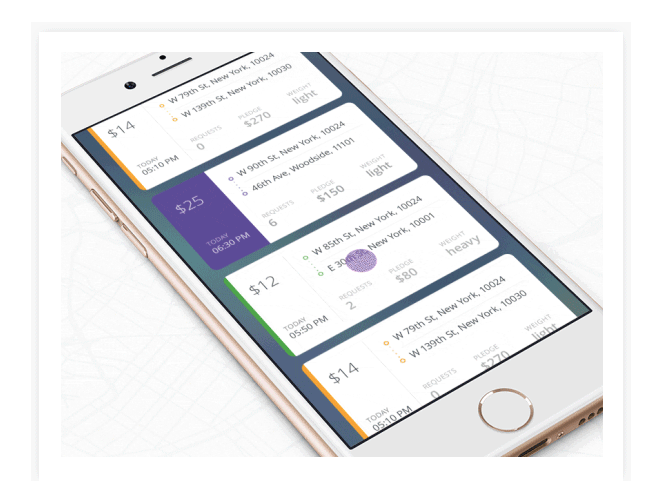 $14
TODAY
05:10 PM
W 79th St, New York, 10024
W 139th St, New York, 10030
REQUESTS
0
PLEDGE
$270
WEIGHT
light
$25
TODAY
06:30 PM
W 90th St, New York, 10024
46th Ave, Woodside, 11101
REQUESTS
6
PLEDGE
$150
WEIGHT
light
$12
TODAY
05:50 PM
W 85th St, New York, 10024
E New York, 10001
REQUESTS
2
PLEDGE
$80
WEIGHT
heavy
$14
TODAY
05:10 PM
W 79th St, New York, 10024
W 139th St, New York, 10030
REQUESTS
0
PLEDGE
$270
WEIGHT
light